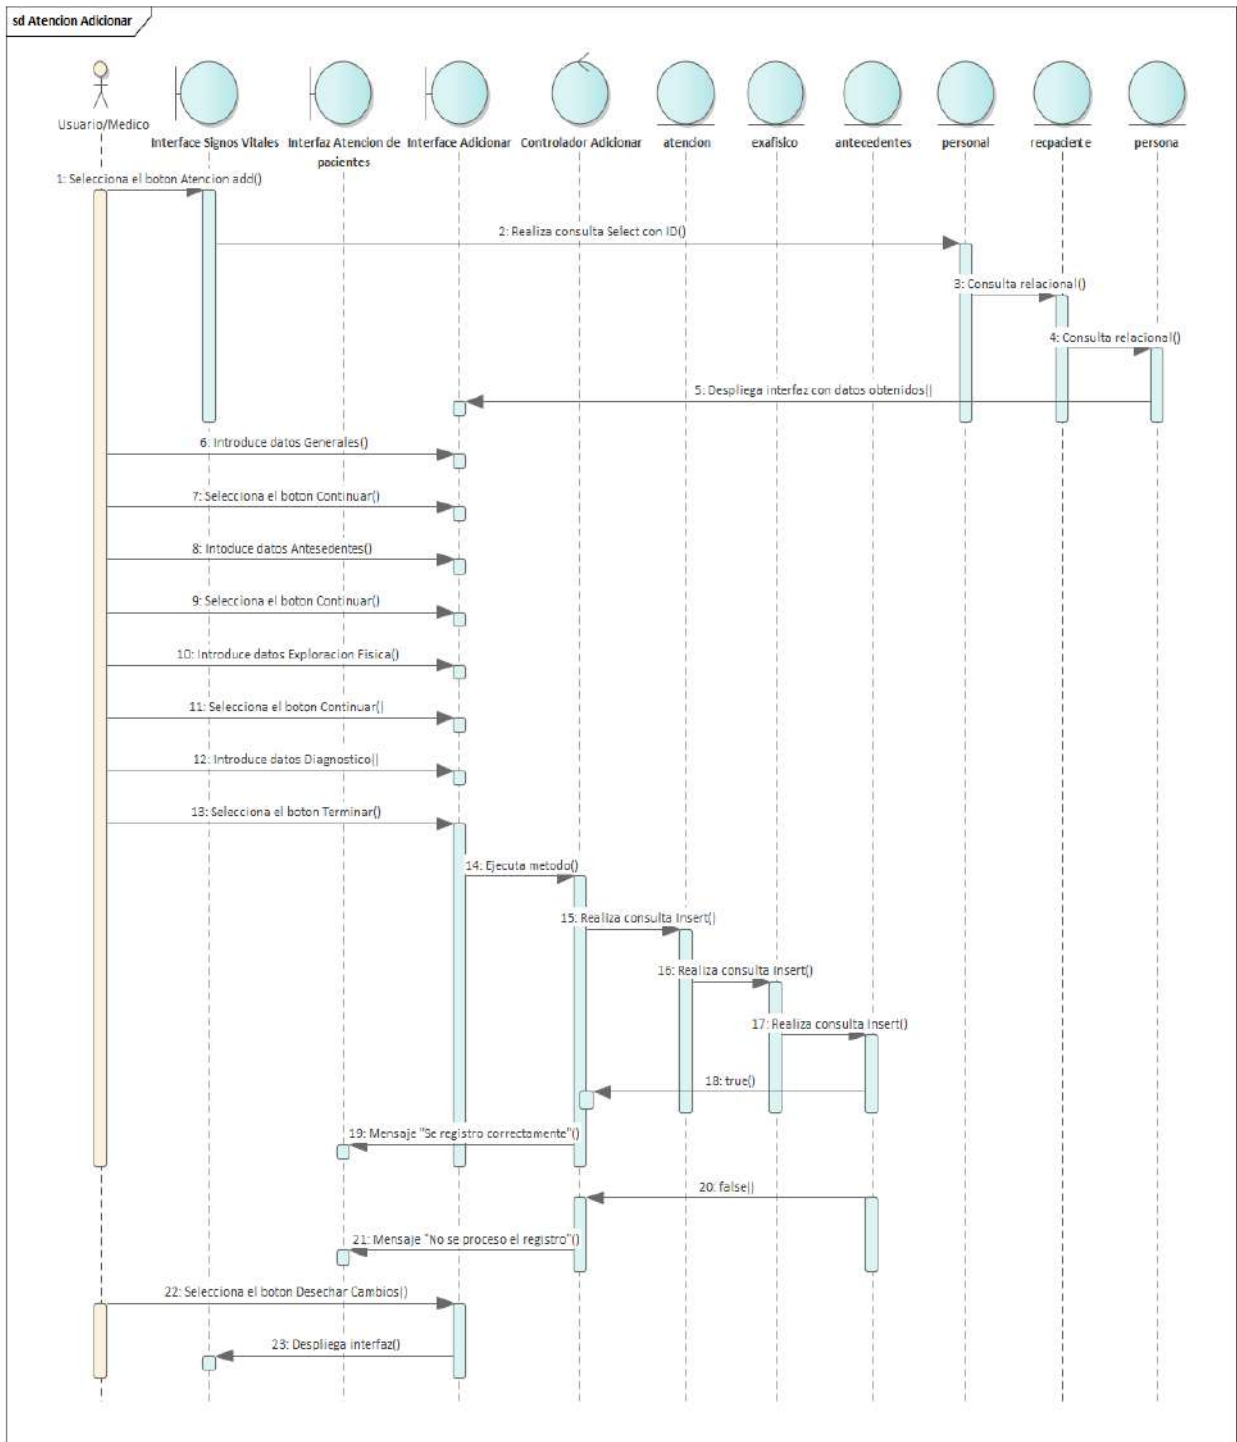 sd Atencion Adicionar
Usuario/Medico
Interface Signos Vitales
Interfaz Atencion de
pacientes
Interface Adicionar
Controlador Adicionar
atencion
exafisico
antecedentes
personal
recpaciente
persona
1: Selecciona el boton Atencion add()
2: Realiza consulta Select con ID()
3: Consulta relacional()
4: Consulta relacional()
5: Despliega interfaz con datos obtenidos()
6: Introduce datos Generales()
7: Selecciona el boton Continuar()
8: Intoduce datos Antesedentes()
9: Selecciona el boton Continuar()
10: Introduce datos Exploracion Fisica()
11: Selecciona el boton Continuar()
12: Introduce datos Diagnostico()
13: Selecciona el boton Terminar()
14: Ejecuta metodo()
15: Realiza consulta Insert()
16: Realiza consulta Insert()
17: Realiza consulta Insert()
18: true()
19: Mensaje "Se registro correctamente"()
20: false()
21: Mensaje "No se proceso el registro"()
22: Selecciona el boton Desechar Cambios()
23: Despliega interfaz()